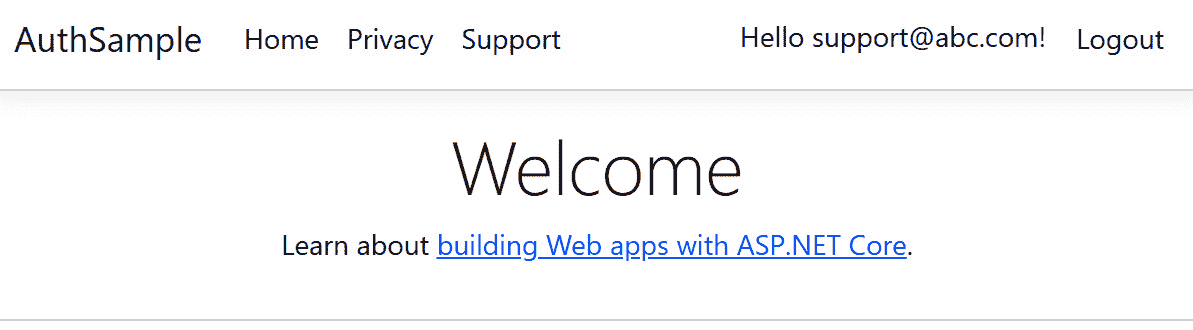 AuthSample Home Privacy Support Hello support@abc.com! Logout
Welcome
Learn about building Web apps with ASP.NET Core.